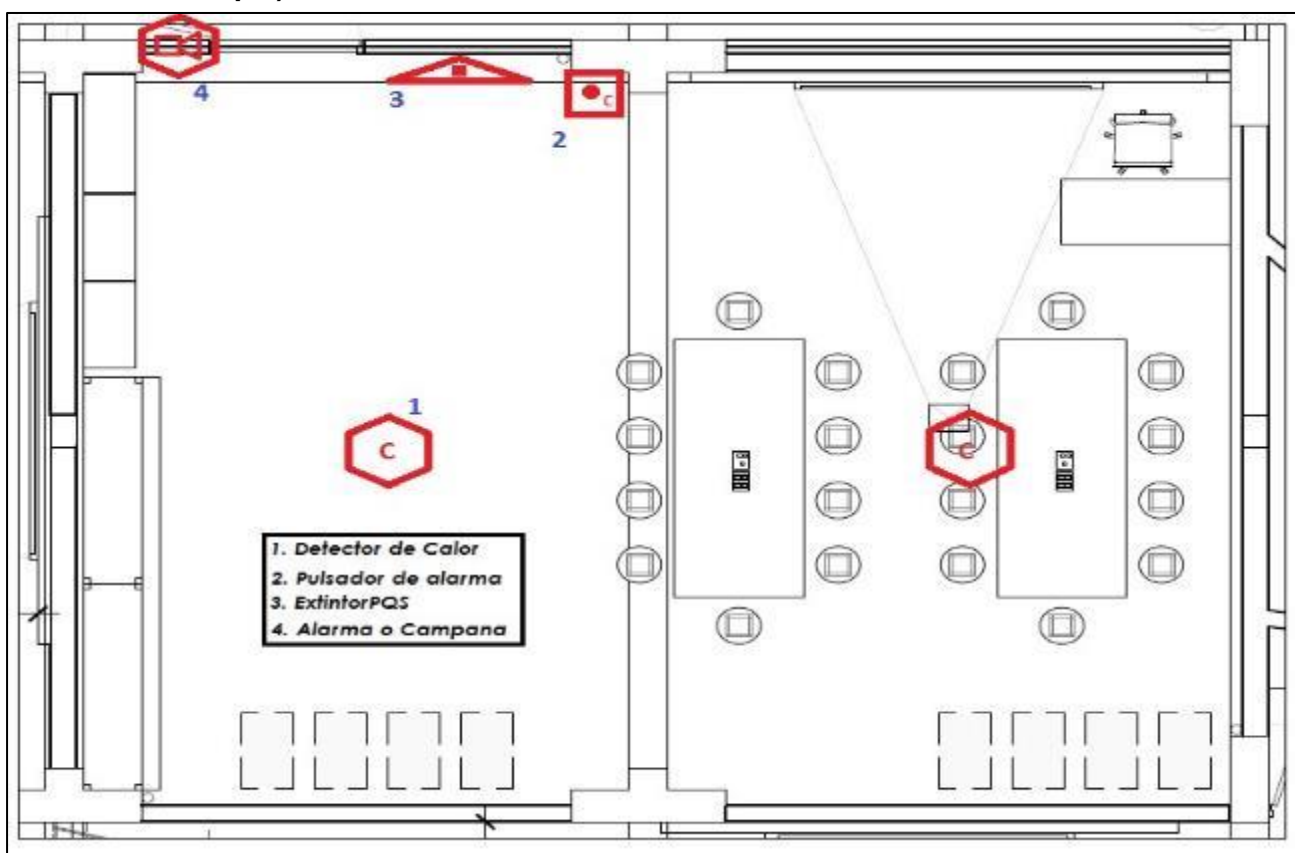 4
3
C
2
1
C
C
1. Detector de Calor
2. Pulsador de alarma
3. ExtintorPQS
4. Alarma o Campana